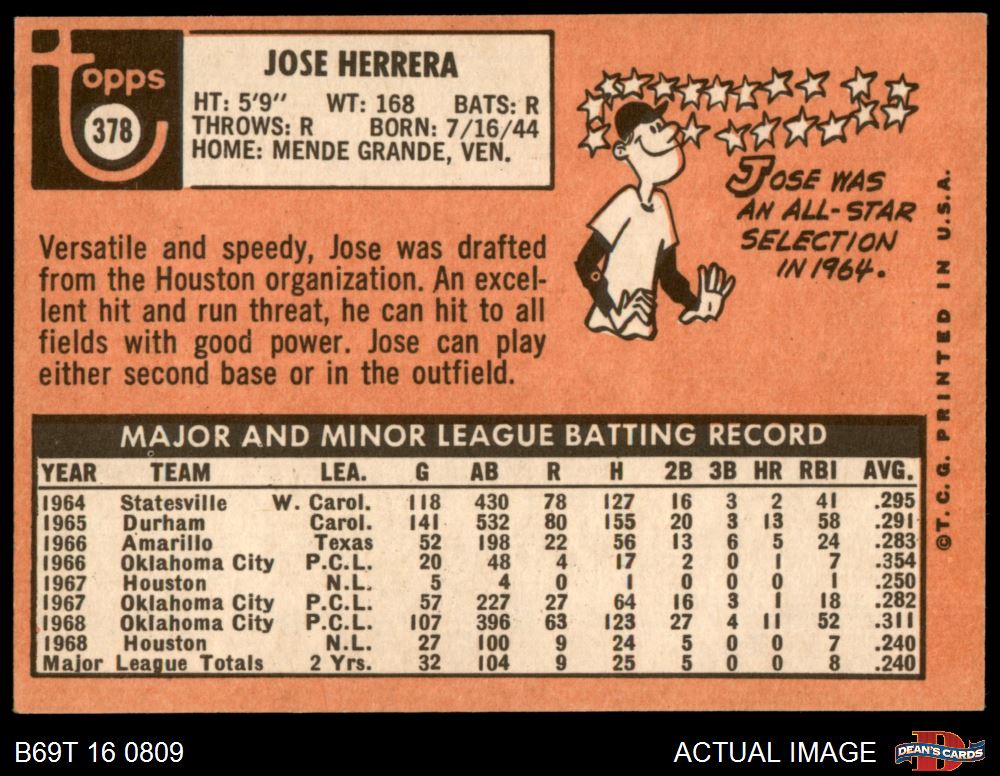 topps
378
JOSE HERRERA
HT: 5'9" WT: 168 BATS: R
THROWS: R BORN: 7/16/44
HOME: MENDE GRANDE, VEN.
JOSE WAS
AN ALL-STAR
SELECTION
IN 1964.
Versatile and speedy, Jose was drafted
from the Houston organization. An excel-
lent hit and run threat, he can hit to all
fields with good power. Jose can play
either second base or in the outfield.
©T.C.G. PRINTED IN U.S.A.
MAJOR AND MINOR LEAGUE BATTING RECORD
YEAR TEAM LEA. G AB R H 2B 3B HR RBI AVG.
1964 Statesville W. Carol. 118 430 78 127 16 3 2 41 .295
1965 Durham Carol. 141 532 80 155 20 3 13 58 .291
1966 Amarillo Texas 52 198 22 56 13 6 5 24 .283
1966 Oklahoma City P.C.L. 20 48 4 17 2 0 1 7 .354
1967 Houston N.L. 5 4 0 1 0 0 0 1 .250
1967 Oklahoma City P.C.L. 57 227 27 64 16 3 1 18 .282
1968 Oklahoma City P.C.L. 107 396 63 123 27 4 11 52 .311
1968 Houston N.L. 27 100 9 24 5 0 0 7 .240
Major League Totals 2 Yrs. 32 104 9 25 5 0 0 8 .240
B69T 16 0809
ACTUAL IMAGE
D
DEAN'S CARDS